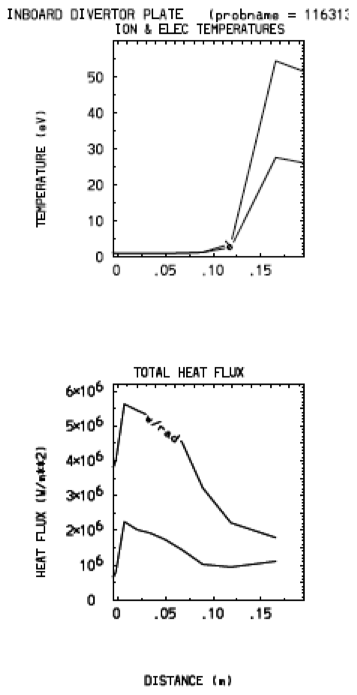 INBOARD DIVERTOR PLATE (probname = 116313
ION & ELEC TEMPERATURES
TEMPERATURE (eV)
50
40
30
20
10
0
0 .05 .10 .15
TOTAL HEAT FLUX
HEAT FLUX (W/m**2)
6×10⁶
5×10⁶
4×10⁶
3×10⁶
2×10⁶
10⁶
0
w/rad
0 .05 .10 .15
DISTANCE (m)